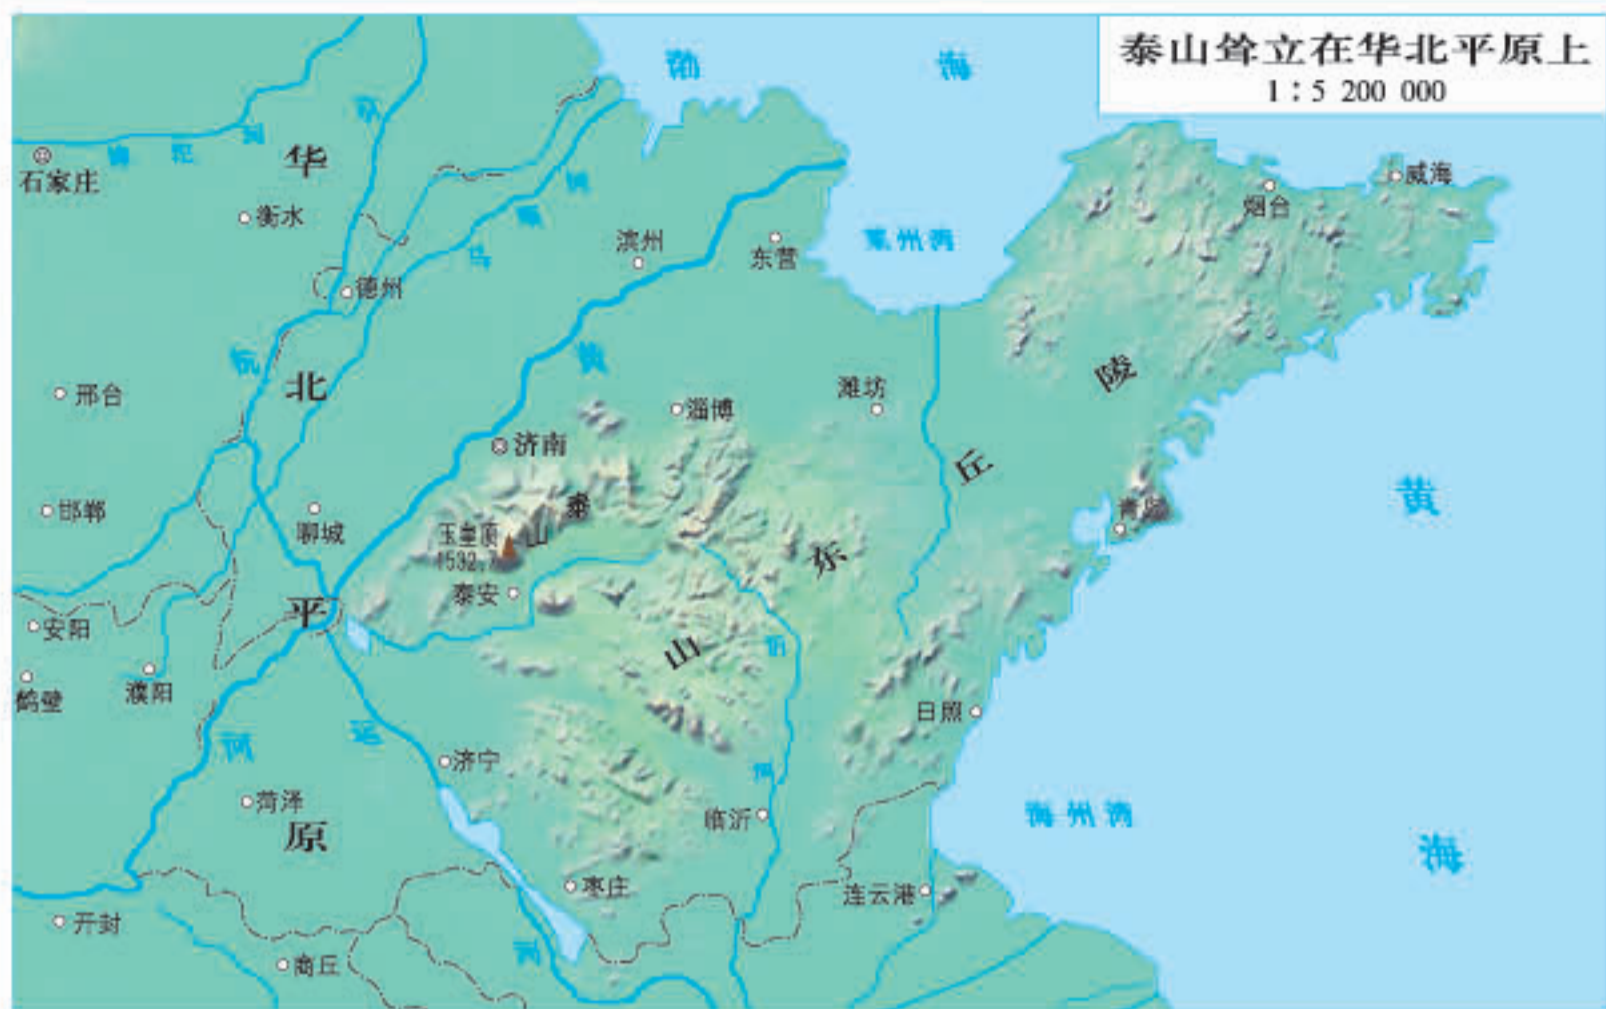 泰山耸立在华北平原上
1∶5 200 000
渤海
莱州湾
黄海
海州湾
华北平原
山东丘陵
泰山
玉皇顶
1532.7
黄河
石家庄
衡水
德州
滨州
东营
烟台
威海
邢台
济南
淄博
潍坊
邯郸
聊城
泰安
青岛
安阳
鹤壁
濮阳
济宁
日照
菏泽
临沂
枣庄
连云港
开封
商丘